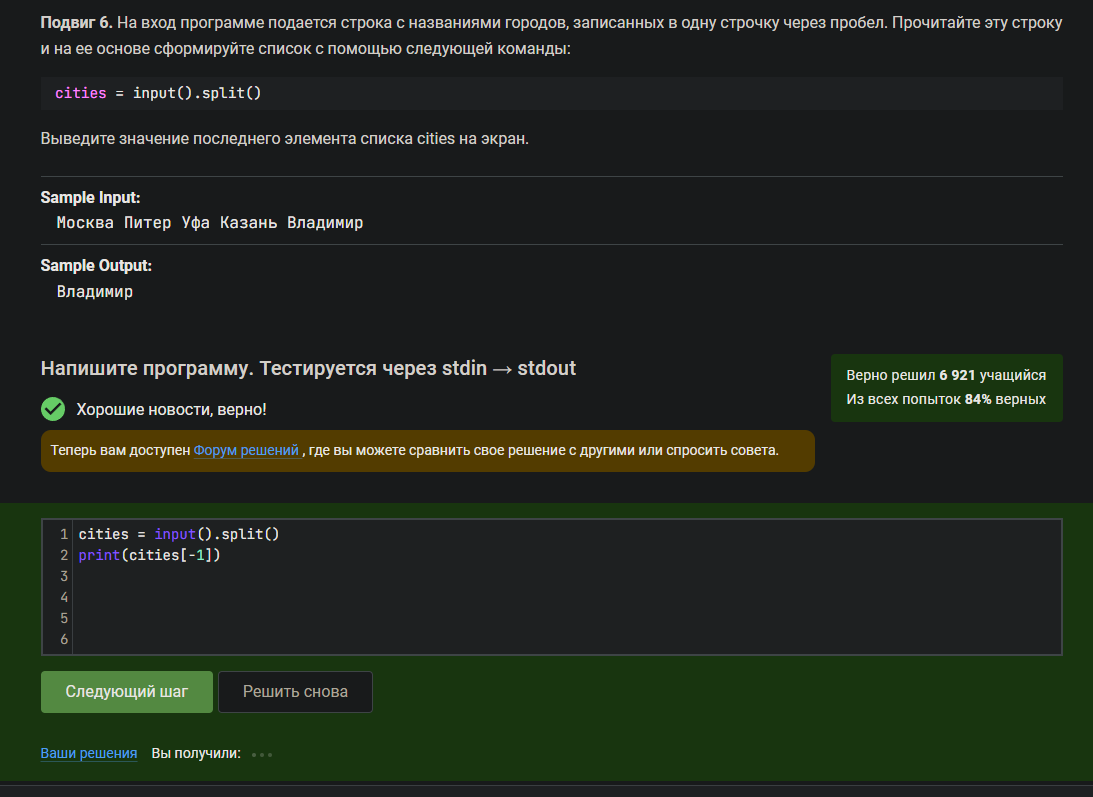 Подвиг 6. На вход программе подается строка с названиями городов, записанных в одну строчку через пробел. Прочитайте эту строку
и на ее основе сформируйте список с помощью следующей команды:
cities = input().split()
Выведите значение последнего элемента списка cities на экран.
Sample Input:
Москва Питер Уфа Казань Владимир
Sample Output:
Владимир
Напишите программу. Тестируется через stdin → stdout
Верно решил 6 921 учащийся
Из всех попыток 84% верных
Хорошие новости, верно!
Теперь вам доступен Форум решений , где вы можете сравнить свое решение с другими или спросить совета.
1 cities = input().split()
2 print(cities[-1])
3
4
5
6
Следующий шаг Решить снова
Ваши решения Вы получили: